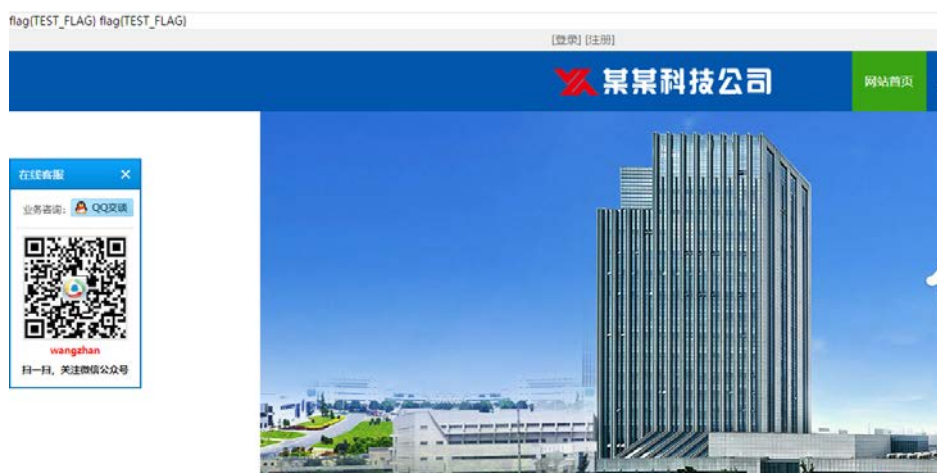 flag(TEST_FLAG) flag(TEST_FLAG)
[登录] [注册]
某某科技公司
网站首页
在线客服 ×
业务咨询: QQ交谈
wangzhan
扫一扫，关注微信公众号